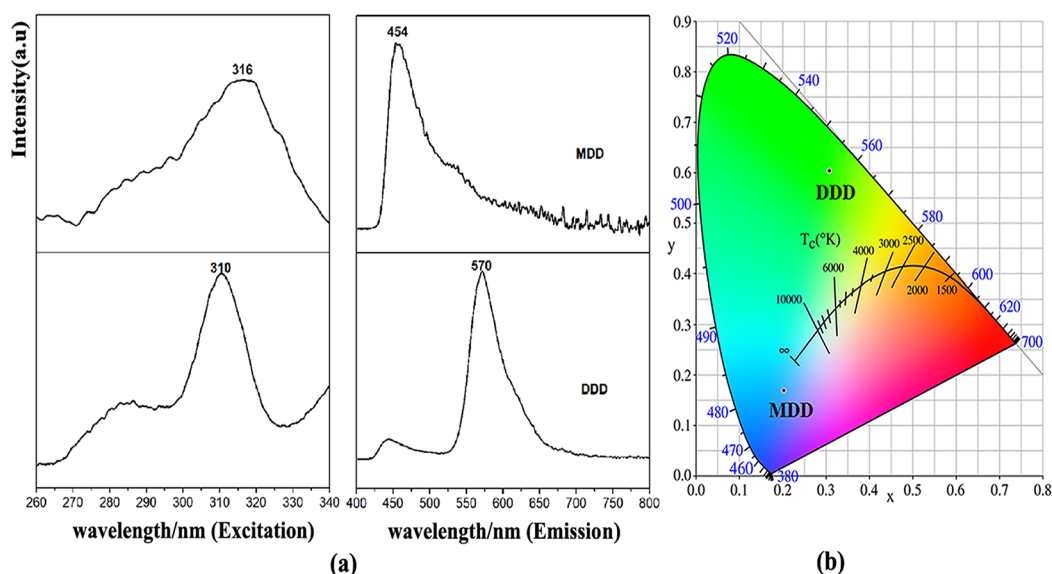 Intensity(a.u)
316
310
260 270 280 290 300 310 320 330 340
wavelength/nm (Excitation)
454
MDD
570
DDD
400 450 500 550 600 650 700 750 800
wavelength/nm (Emission)
(a)
0.9
0.8
0.7
0.6
0.5
y
0.4
0.3
0.2
0.1
0.0
520
540
560
500
580
490
600
620
700
480
470
460
380
DDD
Tc(°K)
4000
3000
2500
6000
2000
1500
10000
∞
MDD
0.0 0.1 0.2 0.3 0.4 0.5 0.6 0.7 0.8
x
(b)